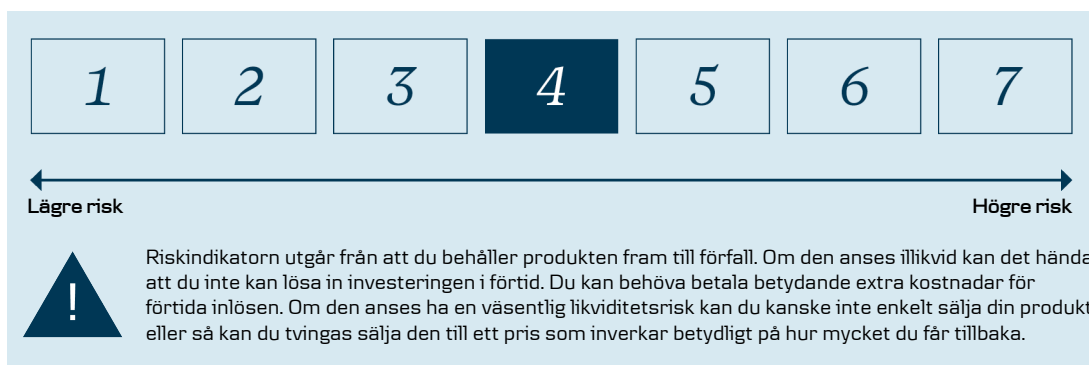 1 2 3 4 5 6 7
Lägre risk Högre risk
!
Riskindikatorn utgår från att du behåller produkten fram till förfall. Om den anses illikvid kan det hända
att du inte kan lösa in investeringen i förtid. Du kan behöva betala betydande extra kostnadar för
förtida inlösen. Om den anses ha en väsentlig likviditetsrisk kan du kanske inte enkelt sälja din produkt
eller så kan du tvingas sälja den till ett pris som inverkar betydligt på hur mycket du får tillbaka.